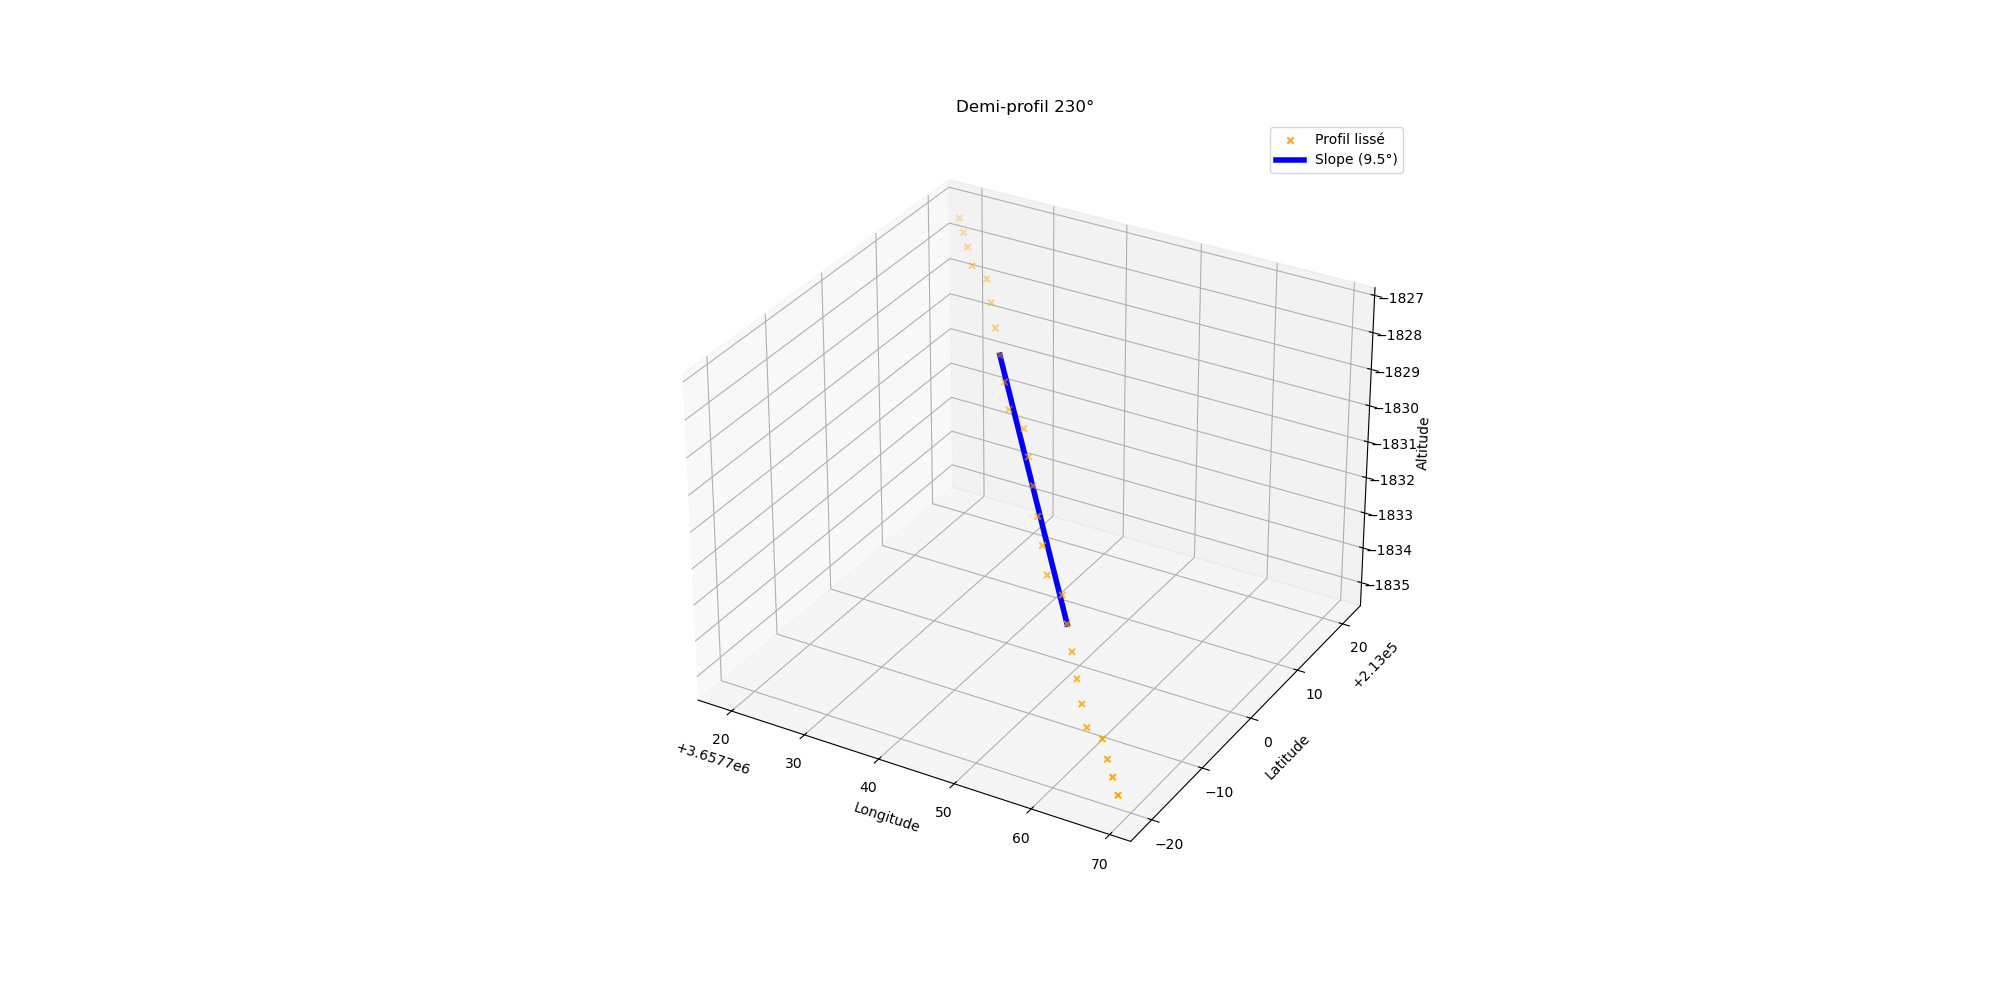 Demi-profil 230°
Profil lissé
Slope (9.5°)
−1827
−1828
−1829
−1830
−1831
−1832
−1833
−1834
−1835
Altitude
20
10
0
−10
−20
+2.13e5
Latitude
20
30
40
50
60
70
+3.6577e6
Longitude